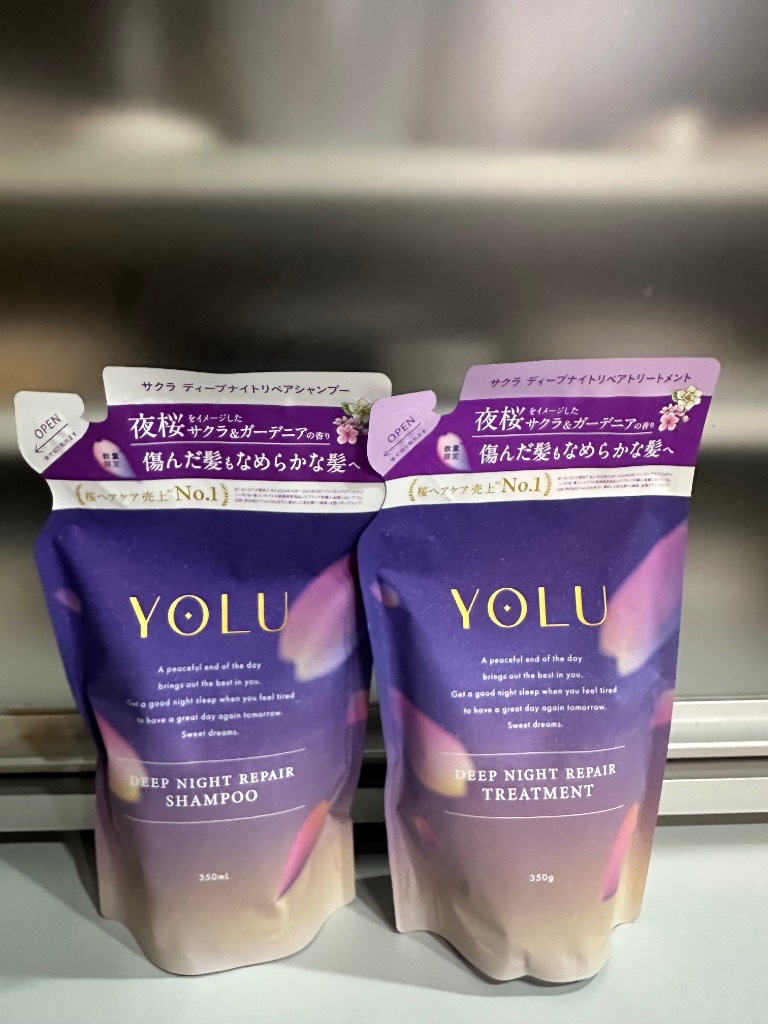 サクラ ディープナイトリペアシャンプー
OPEN
夜桜をイメージした
サクラ&ガーデニアの香り
数量
限定
傷んだ髪もなめらかな髪へ
桜ヘアケア売上 No.1
YOLU
A peaceful end of the day
brings out the best in you.
Get a good night sleep when you feel tired
to have a great day again tomorrow.
Sweet dreams.
DEEP NIGHT REPAIR
SHAMPOO
350mL
サクラ ディープナイトリペアトリートメント
OPEN
夜桜をイメージした
サクラ&ガーデニアの香り
数量
限定
傷んだ髪もなめらかな髪へ
桜ヘアケア売上 No.1
YOLU
A peaceful end of the day
brings out the best in you.
Get a good night sleep when you feel tired
to have a great day again tomorrow.
Sweet dreams.
DEEP NIGHT REPAIR
TREATMENT
350g